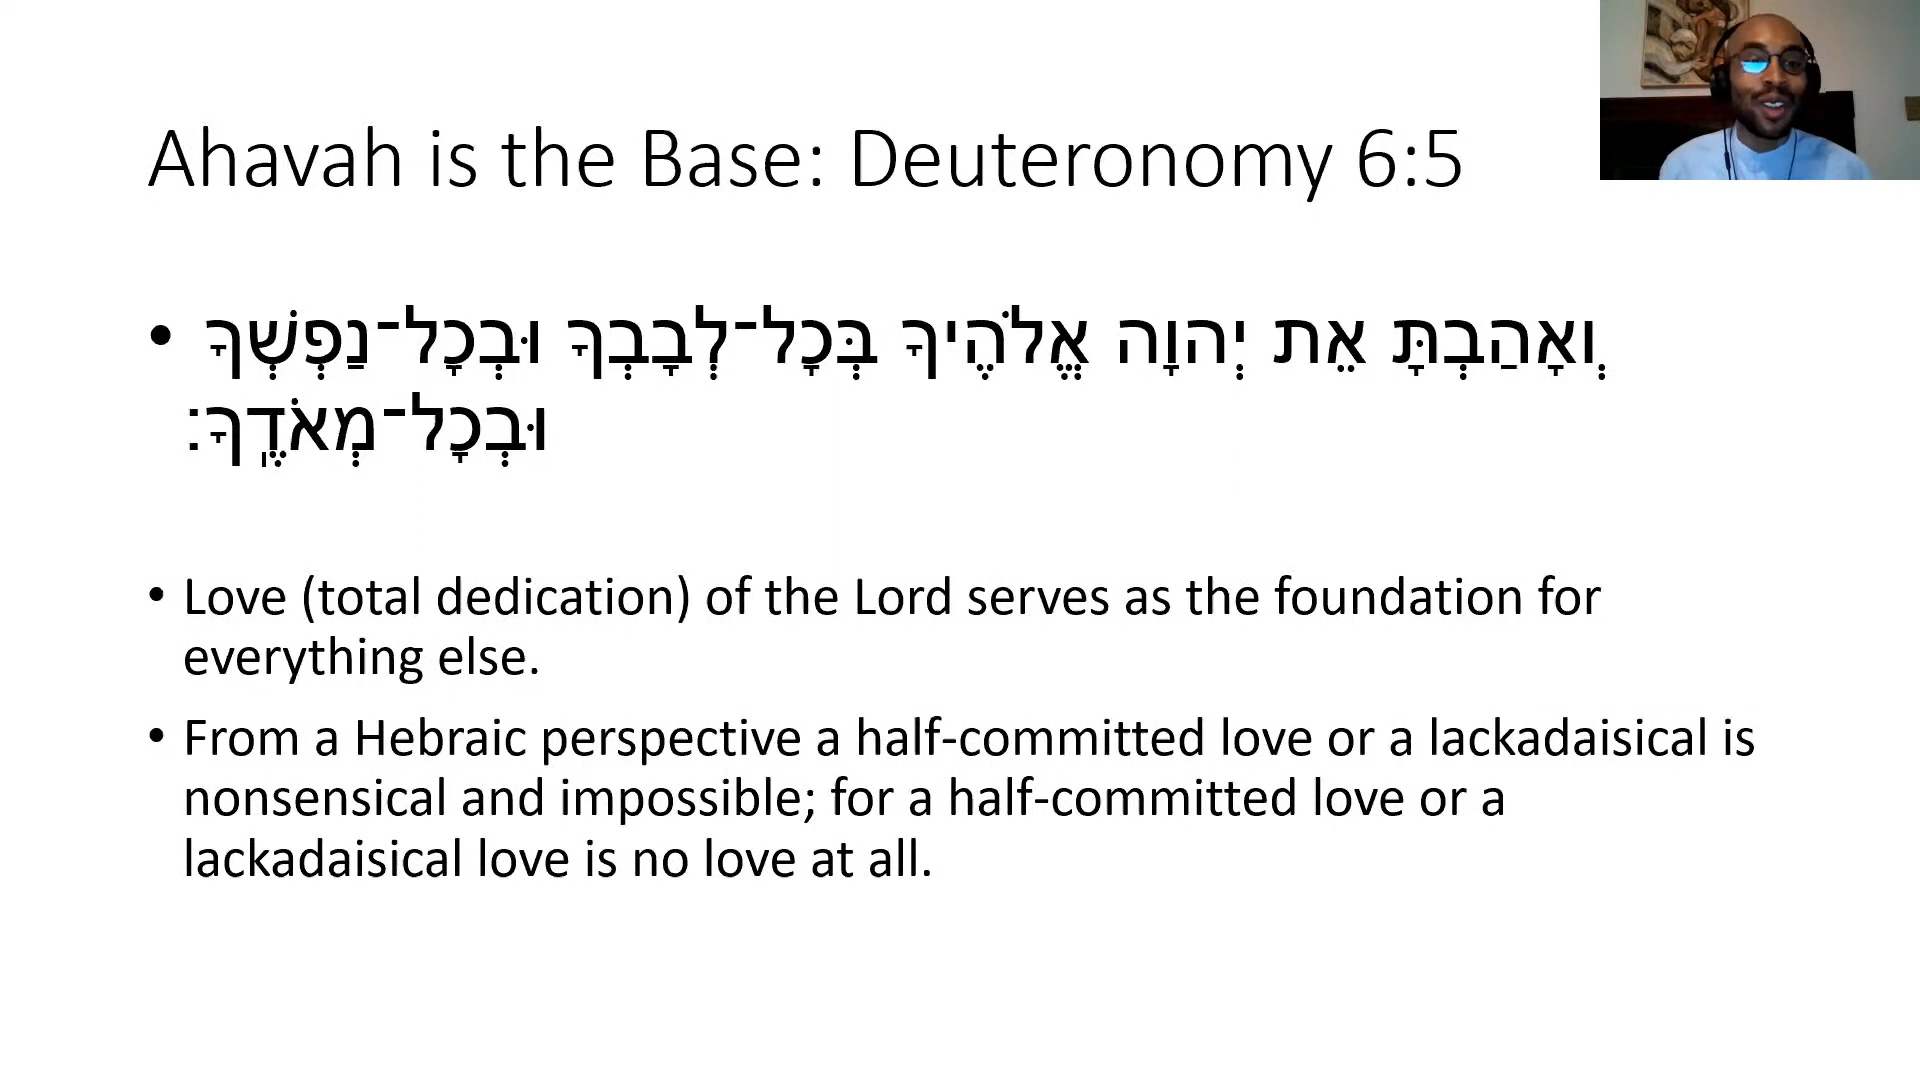 Ahavah is the Base: Deuteronomy 6:5
• וְאָהַבְתָּ אֵת יְהוָה אֱלֹהֶיךָ בְּכָל־לְבָבְךָ וּבְכָל־נַפְשְׁךָ
וּבְכָל־מְאֹדֶֽךָ׃
• Love (total dedication) of the Lord serves as the foundation for
everything else.
• From a Hebraic perspective a half-committed love or a lackadaisical is
nonsensical and impossible; for a half-committed love or a
lackadaisical love is no love at all.